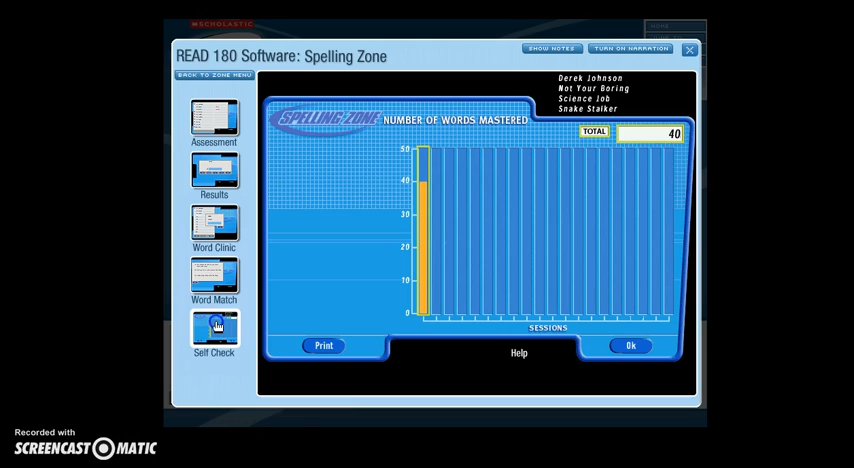 SCHOLASTIC
HOME
READ 180 Software: Spelling Zone
SHOW NOTES
TURN ON NARRATION
BACK TO ZONE MENU
Derek Johnson
Not Your Boring
Science Job
Snake Stalker
SPELLING ZONE
NUMBER OF WORDS MASTERED
TOTAL
40
Assessment
Results
Word Clinic
Word Match
Self Check
50
40
30
20
10
0
SESSIONS
Print
Help
Ok
Recorded with
SCREENCAST MATIC